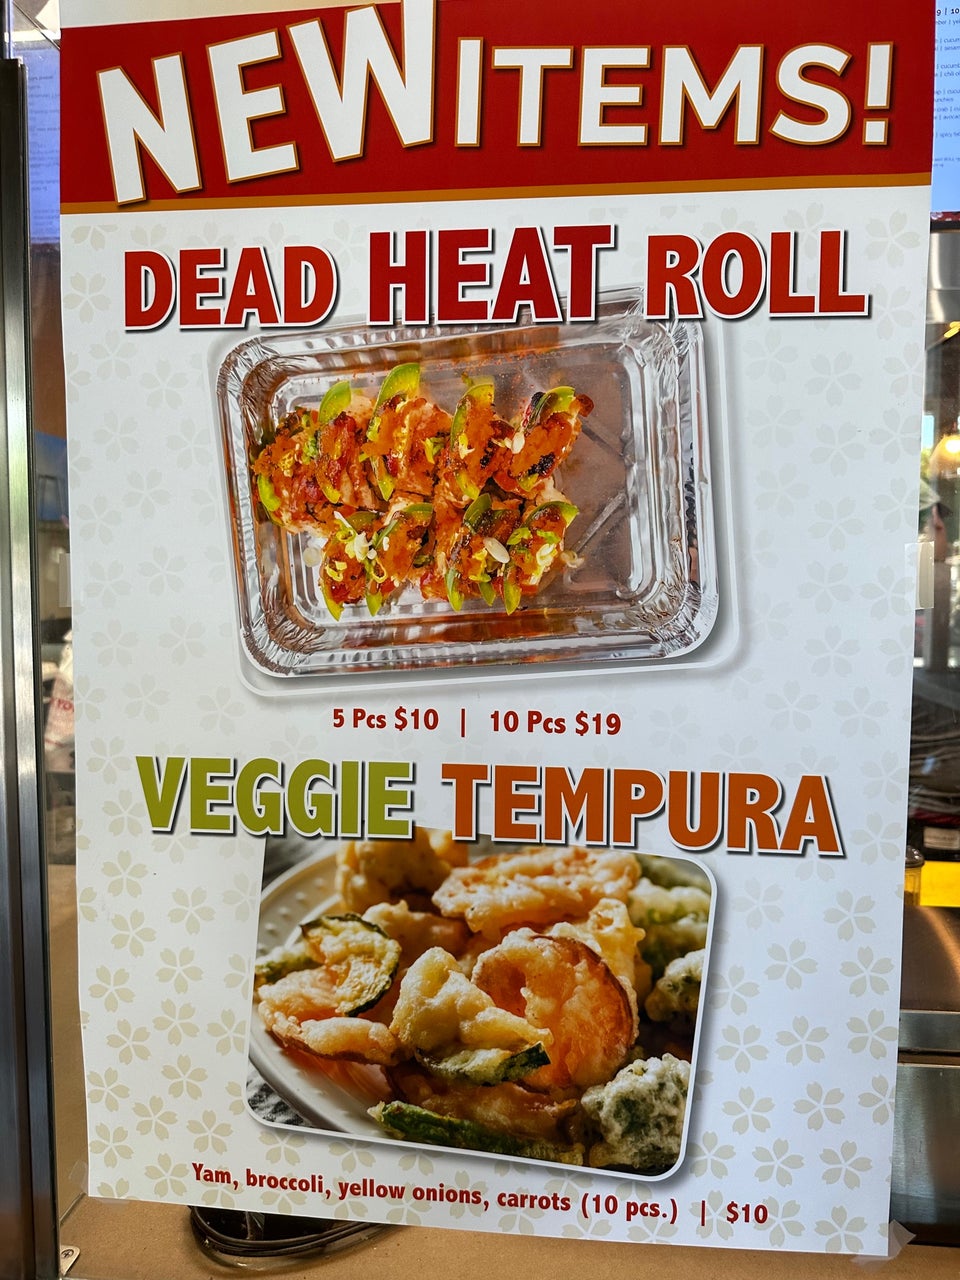 NEW ITEMS!
DEAD HEAT ROLL
5 Pcs $10 | 10 Pcs $19
VEGGIE TEMPURA
Yam, broccoli, yellow onions, carrots (10 pcs.) | $10